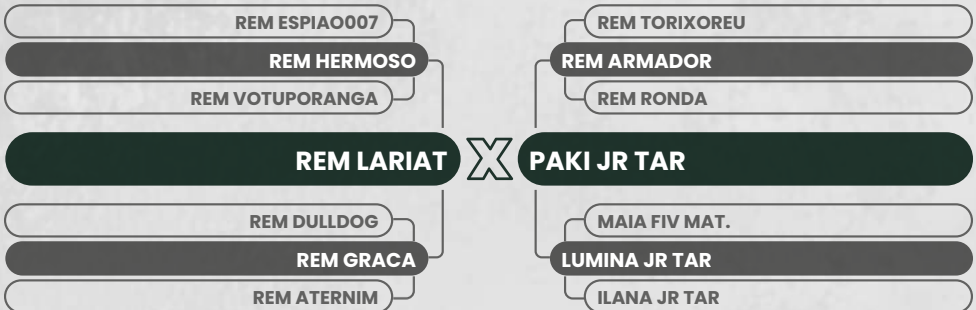 REM ESPIAO007
REM HERMOSO
REM VOTUPORANGA
REM TORIXOREU
REM ARMADOR
REM RONDA
REM LARIAT X PAKI JR TAR
REM DULLDOG
REM GRACA
REM ATERNIM
MAIA FIV MAT.
LUMINA JR TAR
ILANA JR TAR